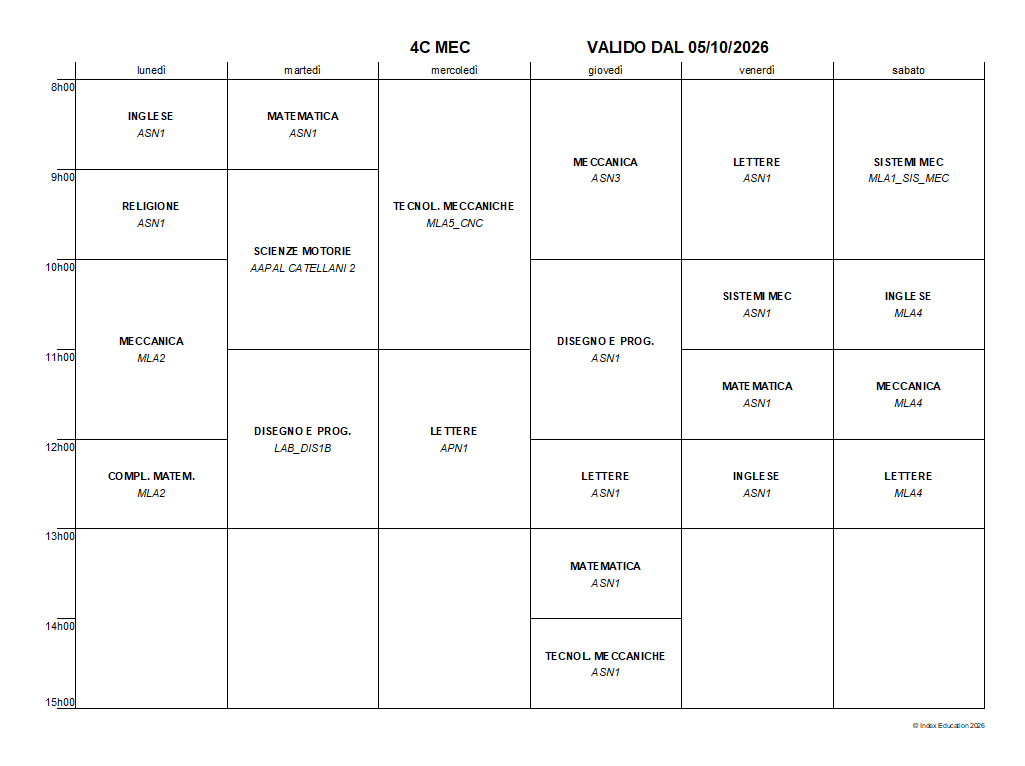 4C MEC VALIDO DAL 05/10/2026
lunedì martedì mercoledì giovedì venerdì sabato
8h00
INGLESE MATEMATICA
ASN1 ASN1
MECCANICA LETTERE SISTEMI MEC
ASN3 ASN1 MLA1_SIS_MEC
9h00
RELIGIONE TECNOL. MECCANICHE
ASN1 MLA5_CNC
SCIENZE MOTORIE
AAPAL CATELLANI 2
10h00
SISTEMI MEC INGLESE
ASN1 MLA4
MECCANICA DISEGNO E PROG.
MLA2 ASN1
11h00
MATEMATICA MECCANICA
ASN1 MLA4
DISEGNO E PROG. LETTERE
LAB_DIS1B APN1
12h00
COMPL. MATEM. LETTERE INGLESE LETTERE
MLA2 ASN1 ASN1 MLA4
13h00
MATEMATICA
ASN1
14h00
TECNOL. MECCANICHE
ASN1
15h00
© Index Education 2026